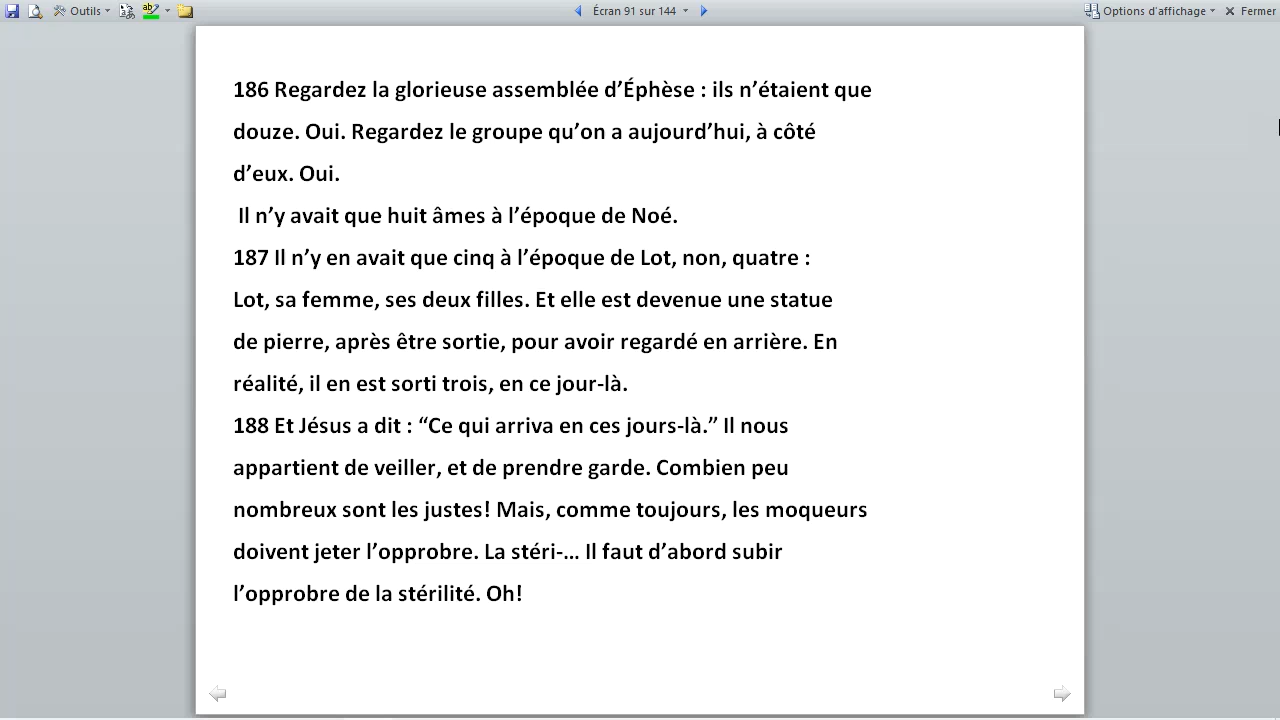 Outils
Écran 91 sur 144
Options d'affichage
Fermer
186 Regardez la glorieuse assemblée d’Éphèse : ils n’étaient que
douze. Oui. Regardez le groupe qu’on a aujourd’hui, à côté
d’eux. Oui.
Il n’y avait que huit âmes à l’époque de Noé.
187 Il n’y en avait que cinq à l’époque de Lot, non, quatre :
Lot, sa femme, ses deux filles. Et elle est devenue une statue
de pierre, après être sortie, pour avoir regardé en arrière. En
réalité, il en est sorti trois, en ce jour-là.
188 Et Jésus a dit : “Ce qui arriva en ces jours-là.” Il nous
appartient de veiller, et de prendre garde. Combien peu
nombreux sont les justes! Mais, comme toujours, les moqueurs
doivent jeter l’opprobre. La stéri-… Il faut d’abord subir
l’opprobre de la stérilité. Oh!